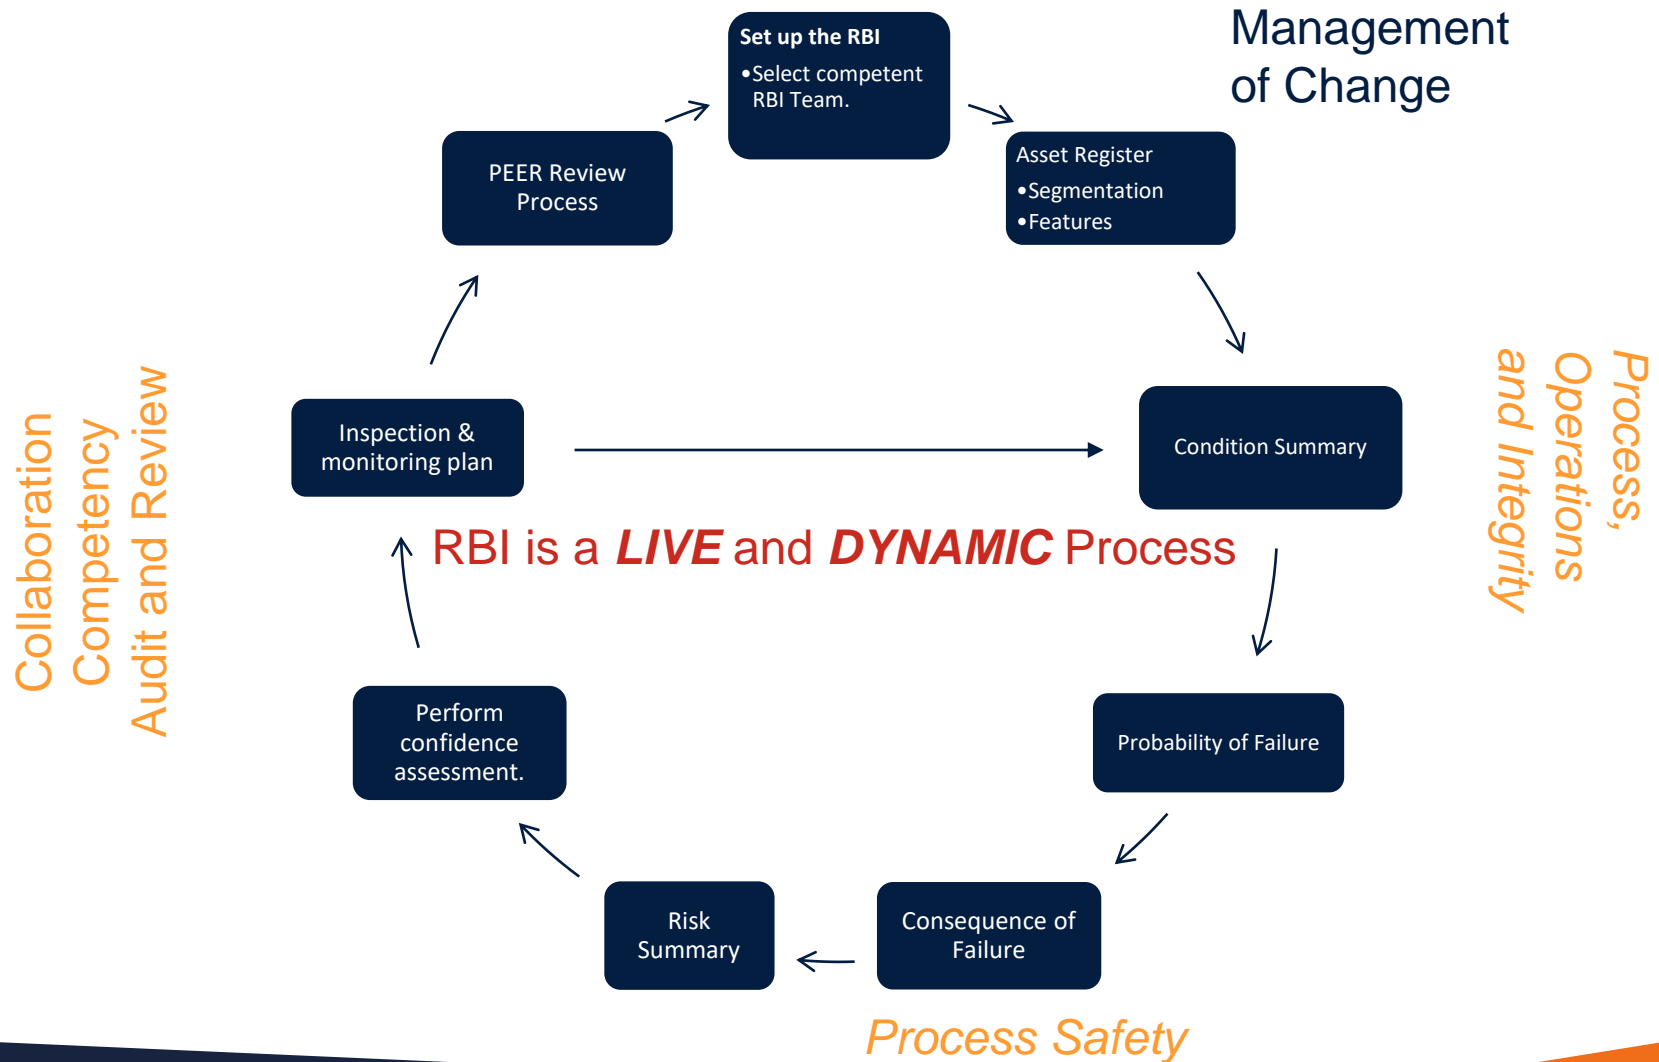 Management
of Change
Set up the RBI
•Select competent
RBI Team.
Asset Register
•Segmentation
•Features
Condition Summary
Probability of Failure
Consequence of
Failure
Risk
Summary
Perform
confidence
assessment.
Inspection &
monitoring plan
PEER Review
Process
RBI is a LIVE and DYNAMIC Process
Process,
Operations
and Integrity
Process Safety
Collaboration
Competency
Audit and Review